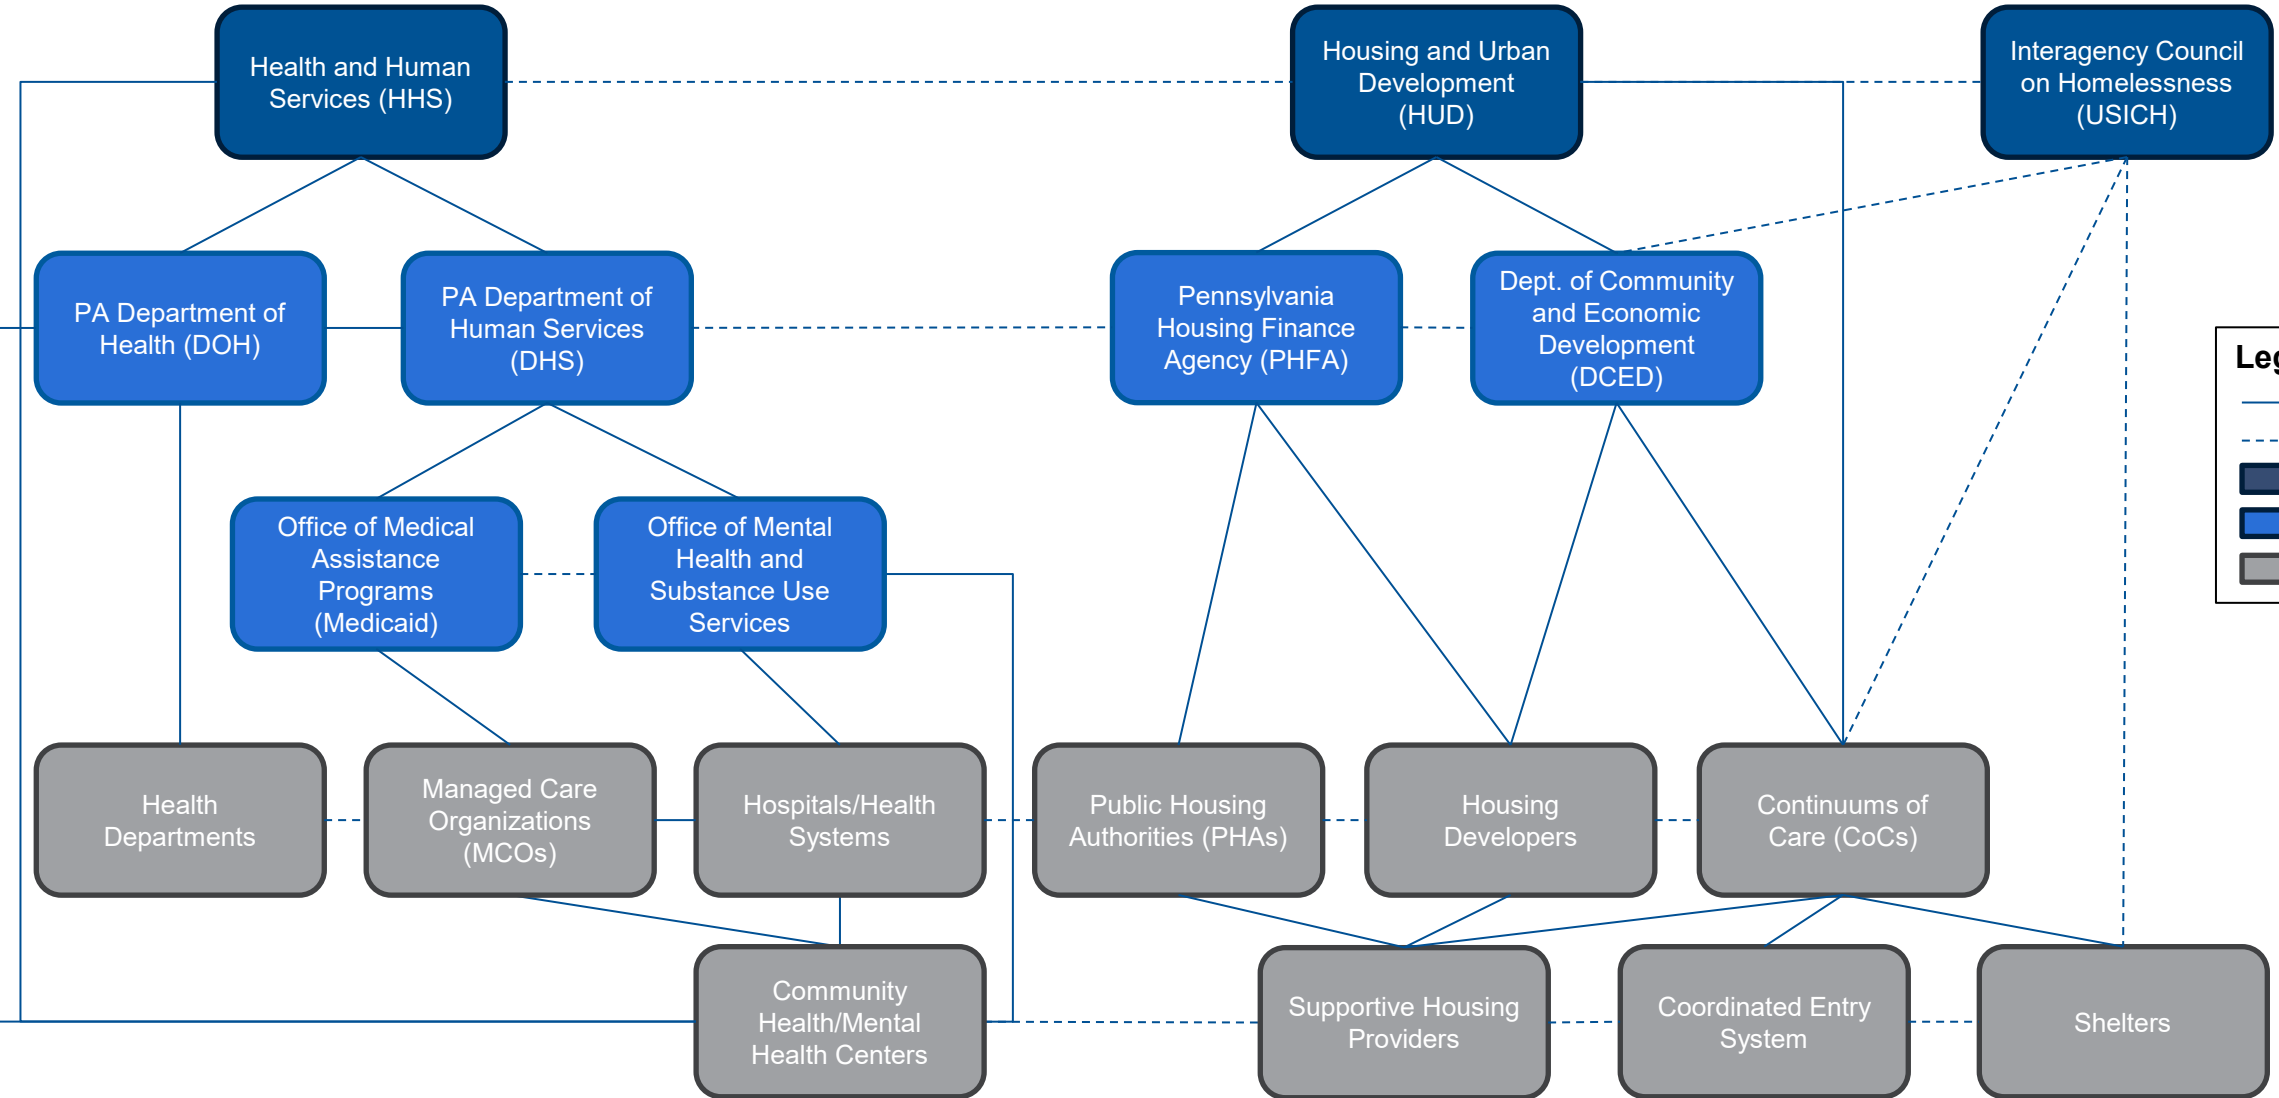 Health and Human
Services (HHS)
Housing and Urban
Development
(HUD)
Interagency Council
on Homelessness
(USICH)
PA Department of
Health (DOH)
PA Department of
Human Services
(DHS)
Pennsylvania
Housing Finance
Agency (PHFA)
Dept. of Community
and Economic
Development
(DCED)
Office of Medical
Assistance
Programs
(Medicaid)
Office of Mental
Health and
Substance Use
Services
Health
Departments
Managed Care
Organizations
(MCOs)
Hospitals/Health
Systems
Public Housing
Authorities (PHAs)
Housing
Developers
Continuums of
Care (CoCs)
Community
Health/Mental
Health Centers
Supportive Housing
Providers
Coordinated Entry
System
Shelters